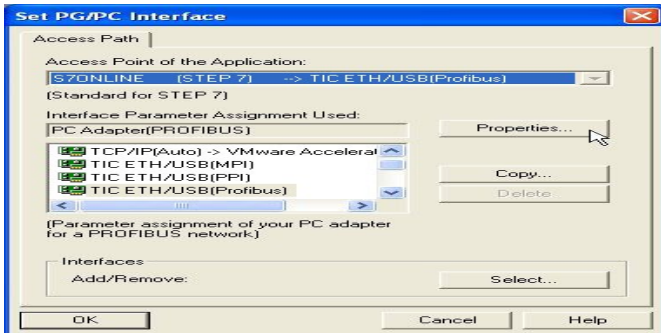 Set PG/PC Interface
Access Path
Access Point of the Application:
S7ONLINE (STEP 7) --> TIC ETH/USB(Profibus)
(Standard for STEP 7)
Interface Parameter Assignment Used:
PC Adapter(PROFIBUS)
Properties...
TCP/IP(Auto) -> VMware Accelerat
TIC ETH/USB(MPI)
TIC ETH/USB(PPI)
TIC ETH/USB(Profibus)
Copy...
Delete
(Parameter assignment of your PC adapter
for a PROFIBUS network)
Interfaces
Add/Remove:
Select...
OK
Cancel
Help